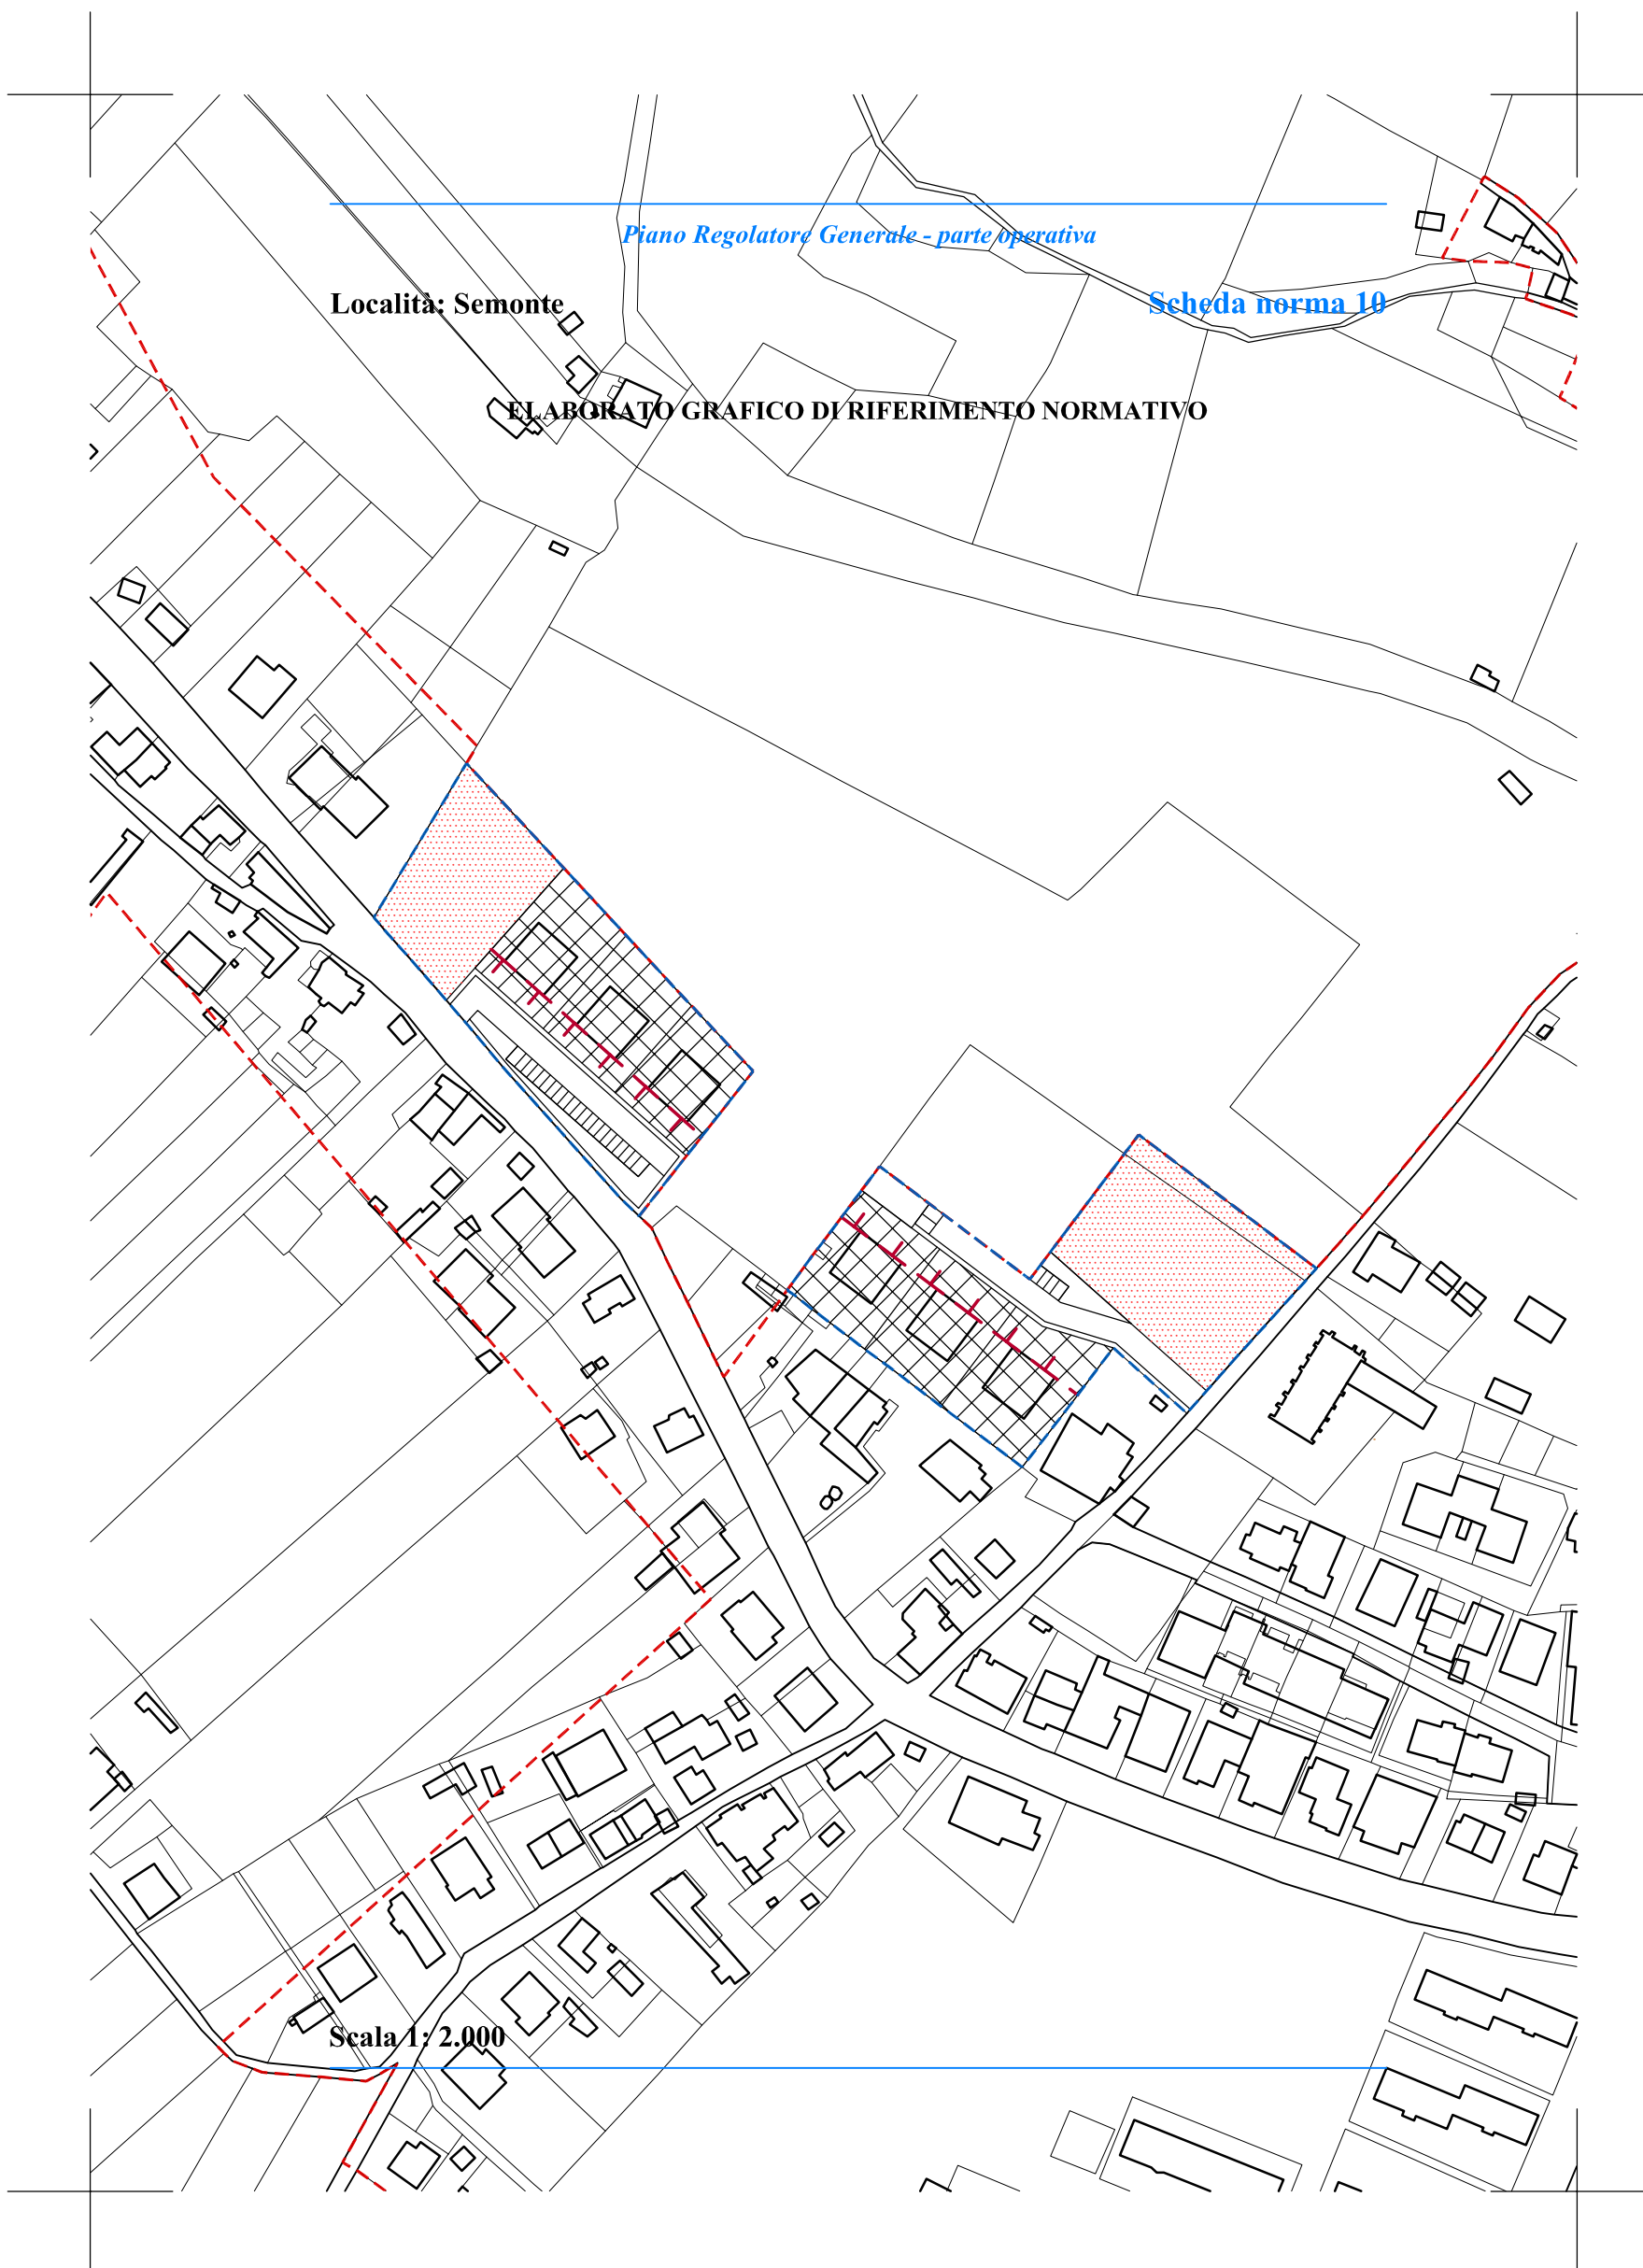 Piano Regolatore Generale - parte operativa
Località: Semonte
Scheda norma 10
ELABORATO GRAFICO DI RIFERIMENTO NORMATIVO
Scala 1: 2.000